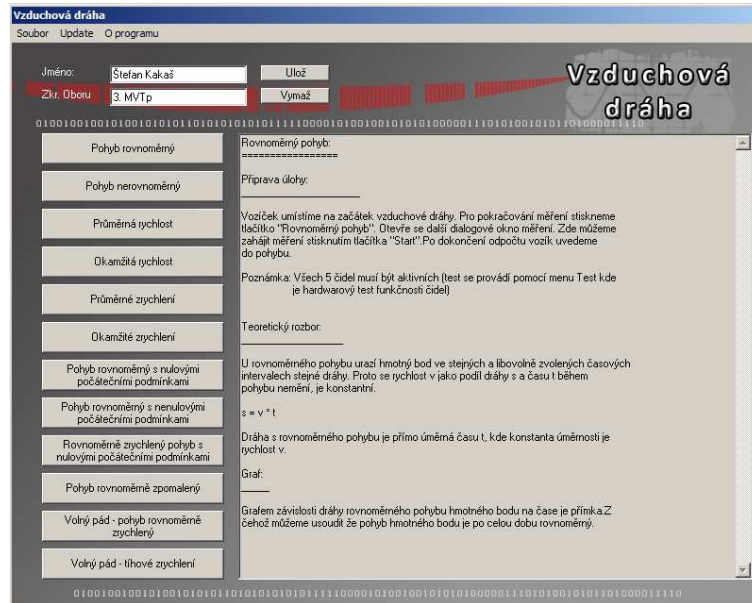 Vzduchová dráha
Soubor Update O programu
Jméno: Štefan Kakaš Ulož
Zkr. Oboru 3. MVTp Vymaž
Vzduchová
dráha
Pohyb rovnoměrný
Pohyb nerovnoměrný
Průměrná rychlost
Okamžitá rychlost
Průměrné zrychlení
Okamžité zrychlení
Pohyb rovnoměrný s nulovými
počátečními podmínkami
Pohyb rovnoměrný s nenulovými
počátečními podmínkami
Rovnoměrně zrychlený pohyb s
nulovými počátečními podmínkami
Pohyb rovnoměrně zpomalený
Volný pád - pohyb rovnoměrně
zrychlený
Volný pád - tíhové zrychlení
Rovnoměrný pohyb:
=================
Příprava úlohy:
Vozíček umístíme na začátek vzduchové dráhy. Pro pokračování měření stiskneme
tlačítko "Rovnoměrný pohyb". Otevře se další dialogové okno měření. Zde můžeme
zahájit měření stisknutím tlačítka "Start".Po dokončení odpočtu vozík uvedeme
do pohybu.
Poznámka: Všech 5 čidel musí být aktivních (test se provádí pomocí menu Test kde
je hardwarový test funkčnosti čidel)
Teoretický rozbor:
U rovnoměrného pohybu urazí hmotný bod ve stejných a libovolně zvolených časových
intervalech stejné dráhy. Proto se rychlost v jako podíl dráhy s a času t během
pohybu nemění, je konstantní.
s = v * t
Dráha s rovnoměrného pohybu je přímo úměrná času t, kde konstanta úměrnosti je
rychlost v.
Graf:
Grafem závislosti dráhy rovnoměrného pohybu hmotného bodu na čase je přímka.Z
čehož můžeme usoudit že pohyb hmotného bodu je po celou dobu rovnoměrný.